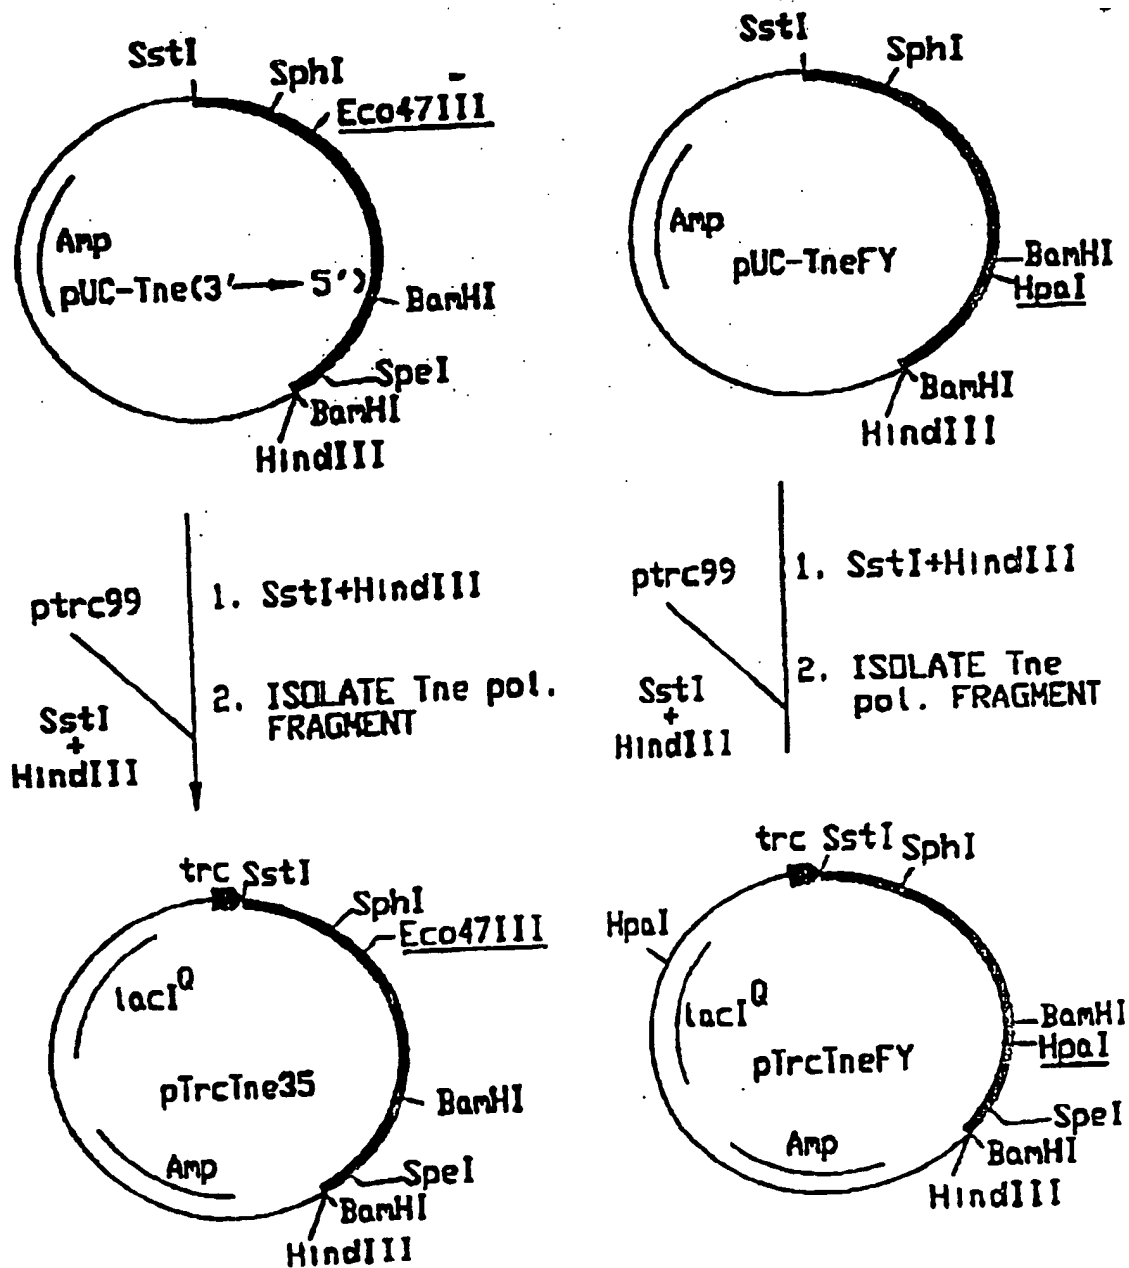 SstI
SphI
Eco47III
Amp
pUC-Tne(3' → 5')
BamHI
SpeI
BamHI
HindIII
ptrc99
1. SstI+HindIII
2. ISOLATE Tne pol.
FRAGMENT
SstI
+
HindIII
trc SstI
SphI
Eco47III
lacI^Q
pTrcTne35
BamHI
Amp
SpeI
BamHI
HindIII
SstI
SphI
Amp
pUC-TneFY
BamHI
HpaI
BamHI
HindIII
ptrc99
1. SstI+HindIII
2. ISOLATE Tne
pol. FRAGMENT
SstI
+
HindIII
trc SstI
SphI
HpaI
lacI^Q
pTrcTneFY
BamHI
HpaI
SpeI
Amp
BamHI
HindIII